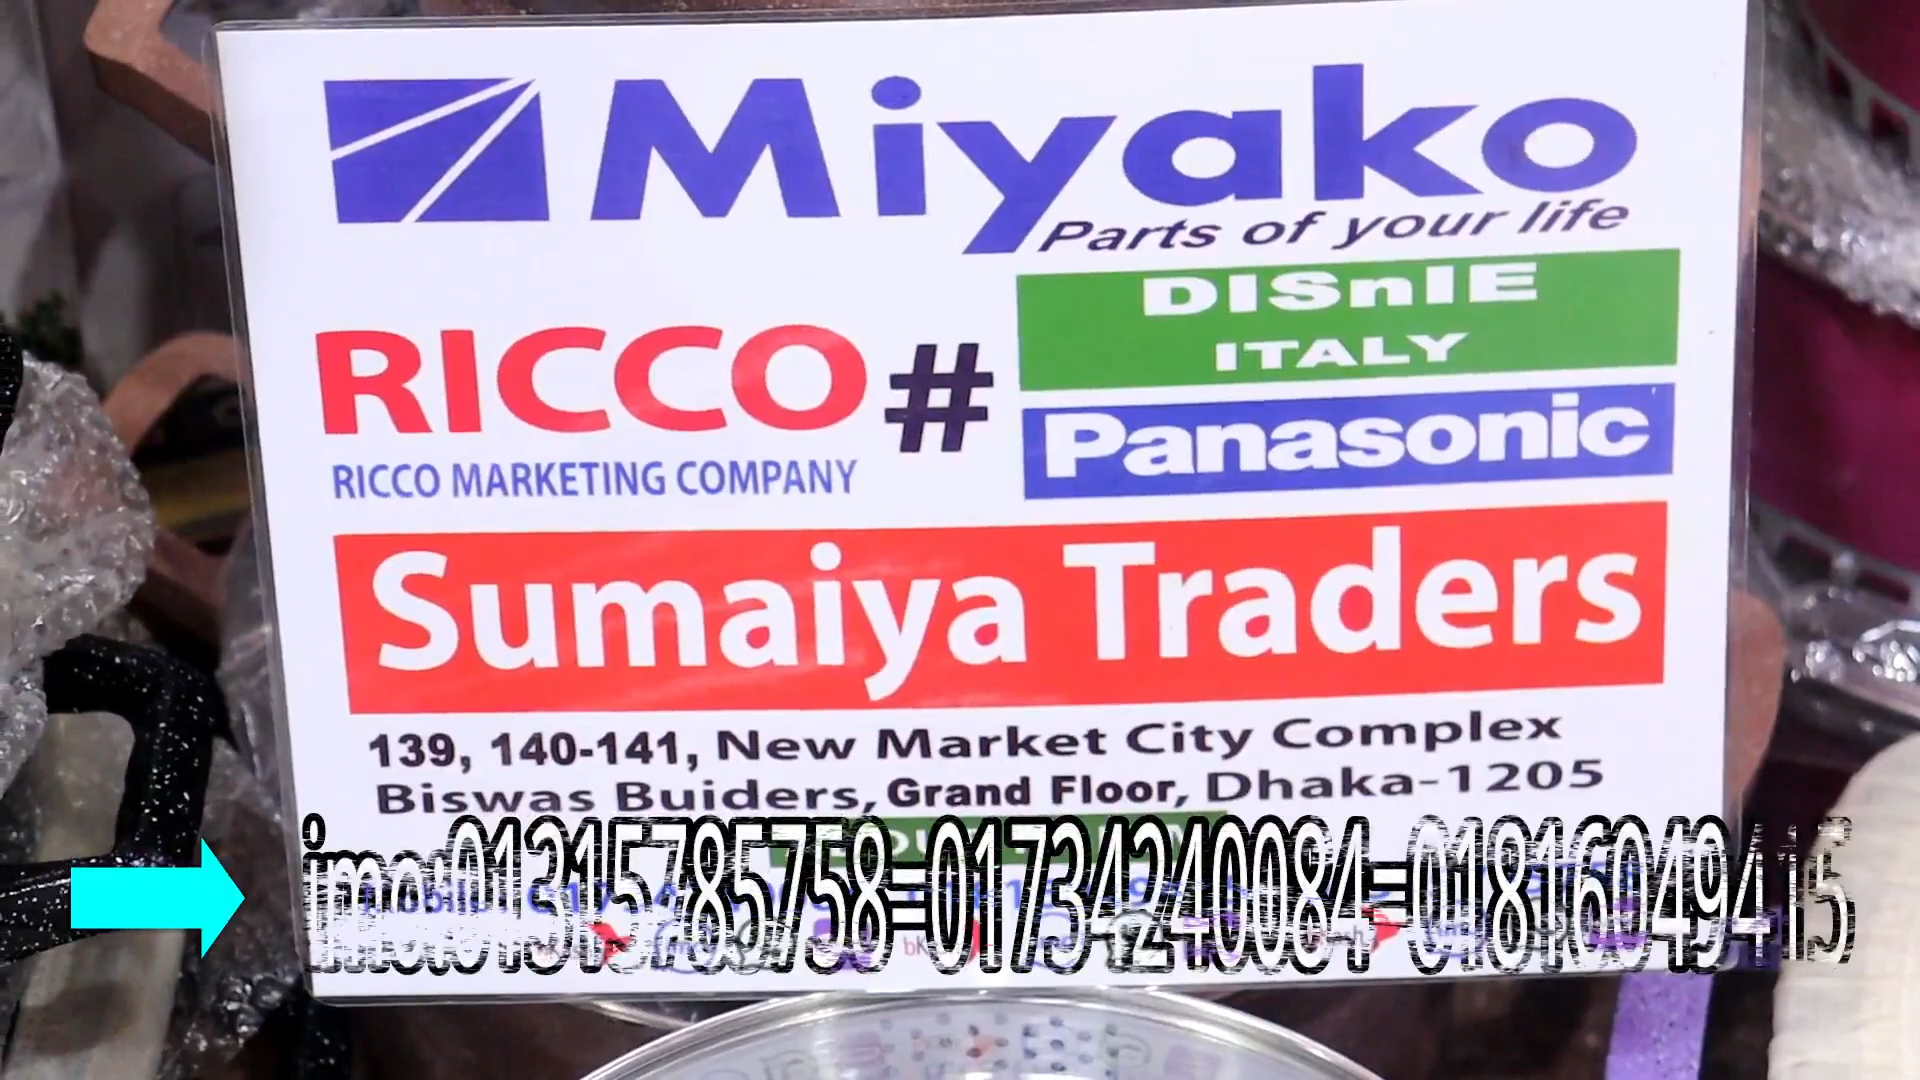 Miyako
Parts of your life
RICCO # DISnIE
ITALY
RICCO MARKETING COMPANY
Panasonic
Sumaiya Traders
139, 140-141, New Market City Complex
Biswas Buiders, Grand Floor, Dhaka-1205
imo:01315785758=01734240084=01816049415